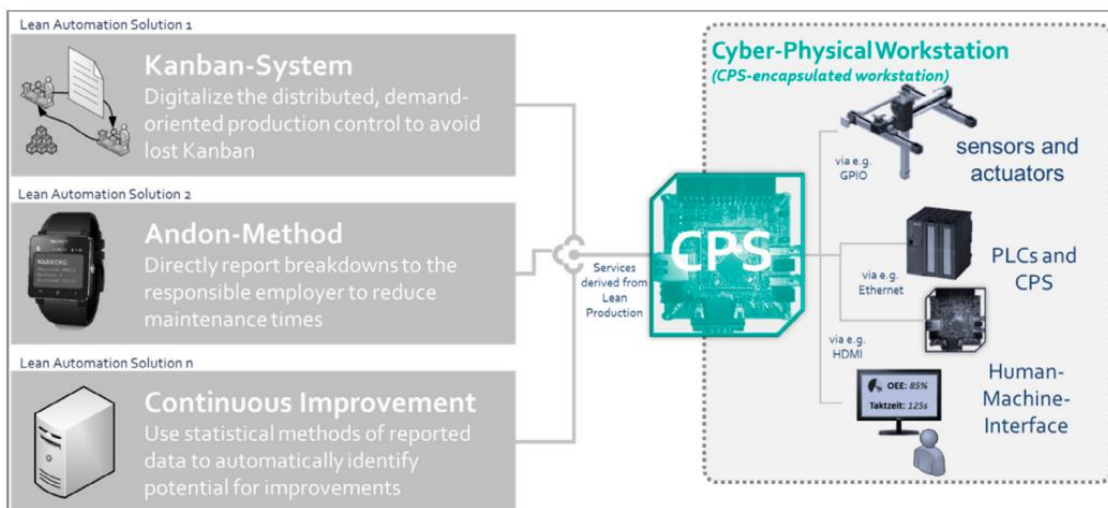 Lean Automation Solution 1
Kanban-System
Digitalize the distributed, demand-
oriented production control to avoid
lost Kanban
Lean Automation Solution 2
WARNING:
Andon-Method
Directly report breakdowns to the
responsible employer to reduce
maintenance times
Lean Automation Solution n
Continuous Improvement
Use statistical methods of reported
data to automatically identify
potential for improvements
Services
derived from
Lean
Production
CPS
Cyber-Physical Workstation
(CPS-encapsulated workstation)
via e.g.
GPIO
sensors and
actuators
via e.g.
Ethernet
PLCs and
CPS
via e.g.
HDMI
OEE: 85%
Taktzeit: 125s
Human-
Machine-
Interface